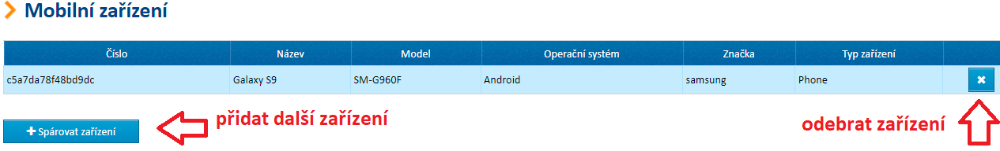 Mobilní zařízení
Číslo Název Model Operační systém Značka Typ zařízení
c5a7da78f48bd9dc Galaxy S9 SM-G960F Android samsung Phone
přidat další zařízení
Spárovat zařízení
odebrat zařízení